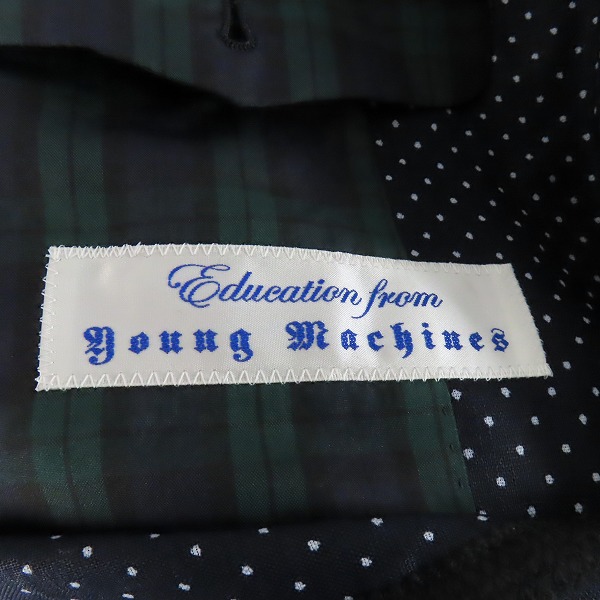 Education from
Young Machines